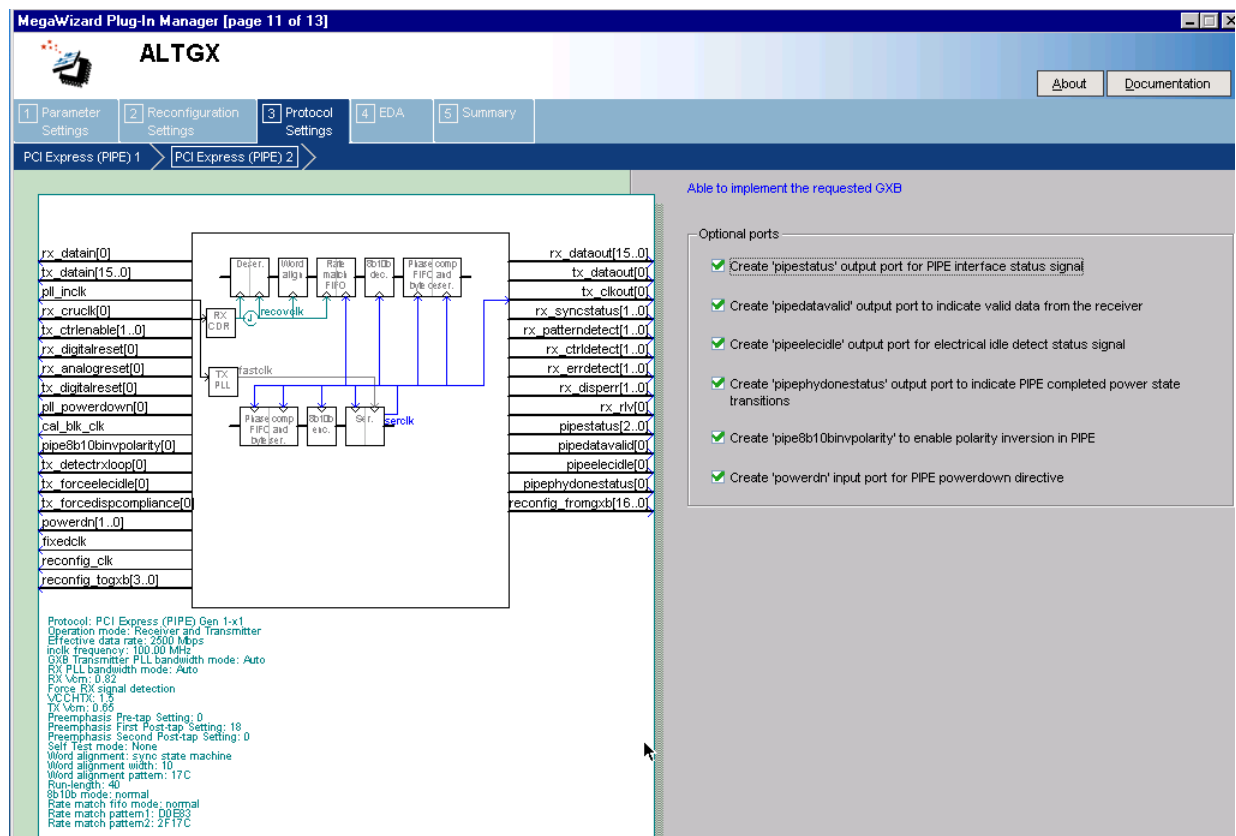 MegaWizard Plug-In Manager [page 11 of 13]
ALTGX
About
Documentation
1 Parameter Settings
2 Reconfiguration Settings
3 Protocol Settings
4 EDA
5 Summary
PCI Express (PIPE) 1
PCI Express (PIPE) 2
Able to implement the requested GXB
rx_datain[0]
tx_datain[15..0]
pll_inclk
rx_cruclk[0]
tx_ctrlenable[1..0]
rx_digitalreset[0]
rx_analogreset[0]
tx_digitalreset[0]
pll_powerdown[0]
cal_blk_clk
pipe8b10binvpolarity[0]
tx_detectrxloop[0]
tx_forceelecidle[0]
tx_forcedispcompliance[0]
powerdn[1..0]
fixedclk
reconfig_clk
reconfig_togxb[3..0]
Deser.
Word align
Rate match FIFO
8b10b dec.
Phase comp FIFO and byte deser.
RX CDR
recovclk
TX PLL
fastclk
Phase comp FIFO and byte ser.
8b10b enc.
Ser.
serclk
rx_dataout[15..0]
tx_dataout[0]
tx_clkout[0]
rx_syncstatus[1..0]
rx_patterndetect[1..0]
rx_ctrldetect[1..0]
rx_errdetect[1..0]
rx_disperr[1..0]
rx_rlv[0]
pipestatus[2..0]
pipedatavalid[0]
pipeelecidle[0]
pipephydonestatus[0]
reconfig_fromgxb[16..0]
Protocol: PCI Express (PIPE) Gen 1-x1
Operation mode: Receiver and Transmitter
Effective data rate: 2500 Mbps
inclk frequency: 100.00 MHz
GXB Transmitter PLL bandwidth mode: Auto
RX PLL bandwidth mode: Auto
RX Vcm: 0.82
Force RX signal detection
VCCHTX: 1.5
TX Vcm: 0.65
Preemphasis Pre-tap Setting: 0
Preemphasis First Post-tap Setting: 18
Preemphasis Second Post-tap Setting: 0
Self Test mode: None
Word alignment: sync state machine
Word alignment width: 10
Word alignment pattern: 17C
Run-length: 40
8b10b mode: normal
Rate match fifo mode: normal
Rate match pattern1: D0E83
Rate match pattern2: 2F17C
Optional ports
Create 'pipestatus' output port for PIPE interface status signal
Create 'pipedatavalid' output port to indicate valid data from the receiver
Create 'pipeelecidle' output port for electrical idle detect status signal
Create 'pipephydonestatus' output port to indicate PIPE completed power state
transitions
Create 'pipe8b10binvpolarity' to enable polarity inversion in PIPE
Create 'powerdn' input port for PIPE powerdown directive